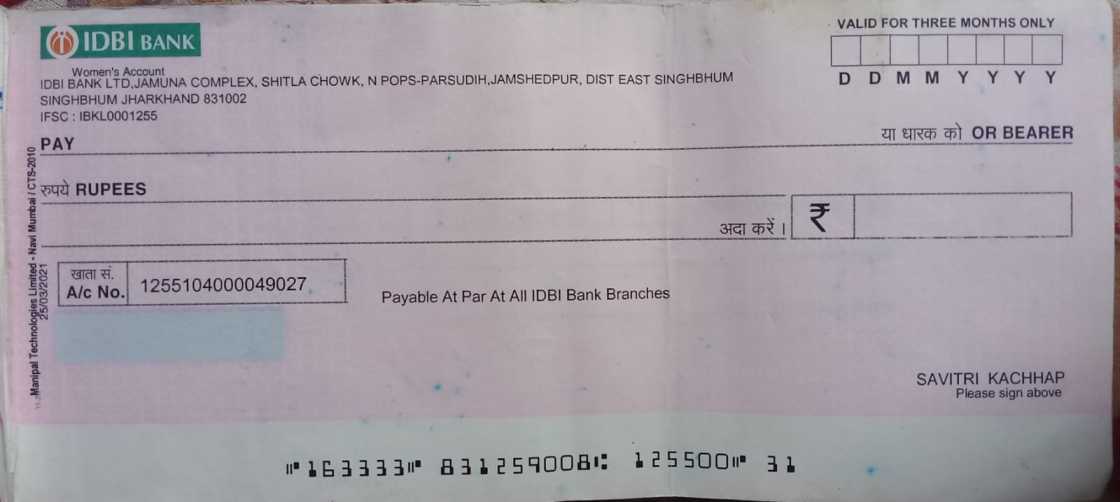 IDBI BANK
VALID FOR THREE MONTHS ONLY
D D M M Y Y Y Y
Women's Account
IDBI BANK LTD,JAMUNA COMPLEX, SHITLA CHOWK, N POPS-PARSUDIH,JAMSHEDPUR, DIST EAST SINGHBHUM
SINGHBHUM JHARKHAND 831002
IFSC : IBKL0001255
PAY
या धारक को OR BEARER
रुपये RUPEES
अदा करें ।
₹
खाता सं.
A/c No.
1255104000049027
Payable At Par At All IDBI Bank Branches
Manipal Technologies Limited - Navi Mumbai / CTS-2010
25/03/2021
SAVITRI KACHHAP
Please sign above
⑈163333⑈ 831259008⑆ 125500⑈ 31